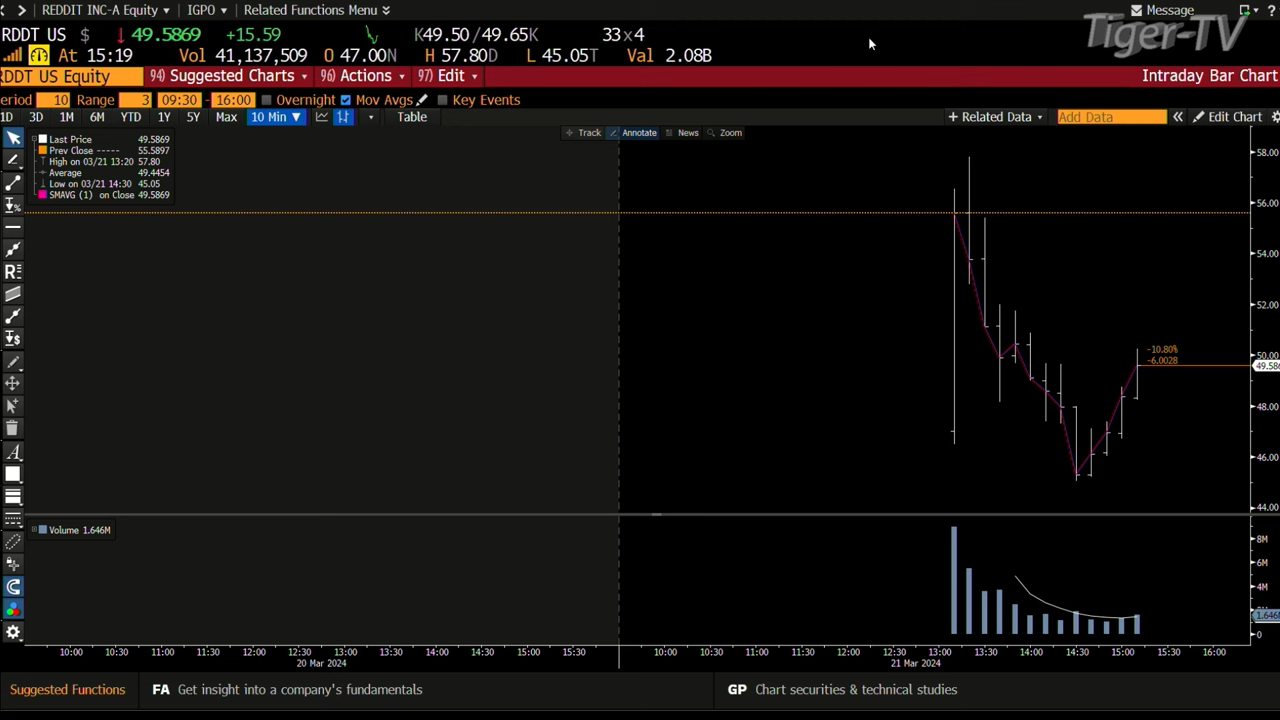 REDDIT INC-A Equity IGPO Related Functions Menu Message ?
RDDT US $ 49.5869 +15.59 K49.50/49.65K 33x4
At 15:19 Vol 41,137,509 O 47.00N H 57.80D L 45.05T Val 2.08B
Tiger-TV
RDDT US Equity 94) Suggested Charts 96) Actions 97) Edit Intraday Bar Chart
eriod 10 Range 3 09:30 - 16:00 Overnight Mov Avgs Key Events
1D 3D 1M 6M YTD 1Y 5Y Max 10 Min Table + Related Data Add Data Edit Chart
Track Annotate News Zoom
Last Price 49.5869
Prev Close ----- 55.5897
High on 03/21 13:20 57.80
Average 49.4454
Low on 03/21 14:30 45.05
SMAVG (1) on Close 49.5869
58.00
56.00
54.00
52.00
50.00
-10.80%
-6.0028
49.586
48.00
46.00
44.00
Volume 1.646M
8M
6M
4M
1.646M
0
10:00 10:30 11:00 11:30 12:00 12:30 13:00 13:30 14:00 14:30 15:00 15:30 10:00 10:30 11:00 11:30 12:00 12:30 13:00 13:30 14:00 14:30 15:00 15:30 16:00
20 Mar 2024 21 Mar 2024
Suggested Functions FA Get insight into a company's fundamentals GP Chart securities & technical studies